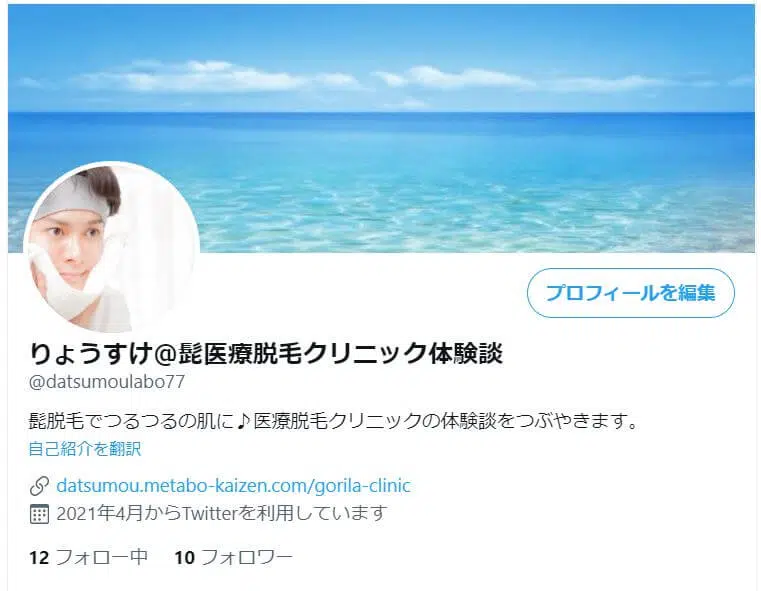 プロフィールを編集
りょうすけ@髭医療脱毛クリニック体験談
@datsumoulabo77
髭脱毛でつるつるの肌に♪医療脱毛クリニックの体験談をつぶやきます。
自己紹介を翻訳
datsumou.metabo-kaizen.com/gorila-clinic
2021年4月からTwitterを利用しています
12 フォロー中 10 フォロワー